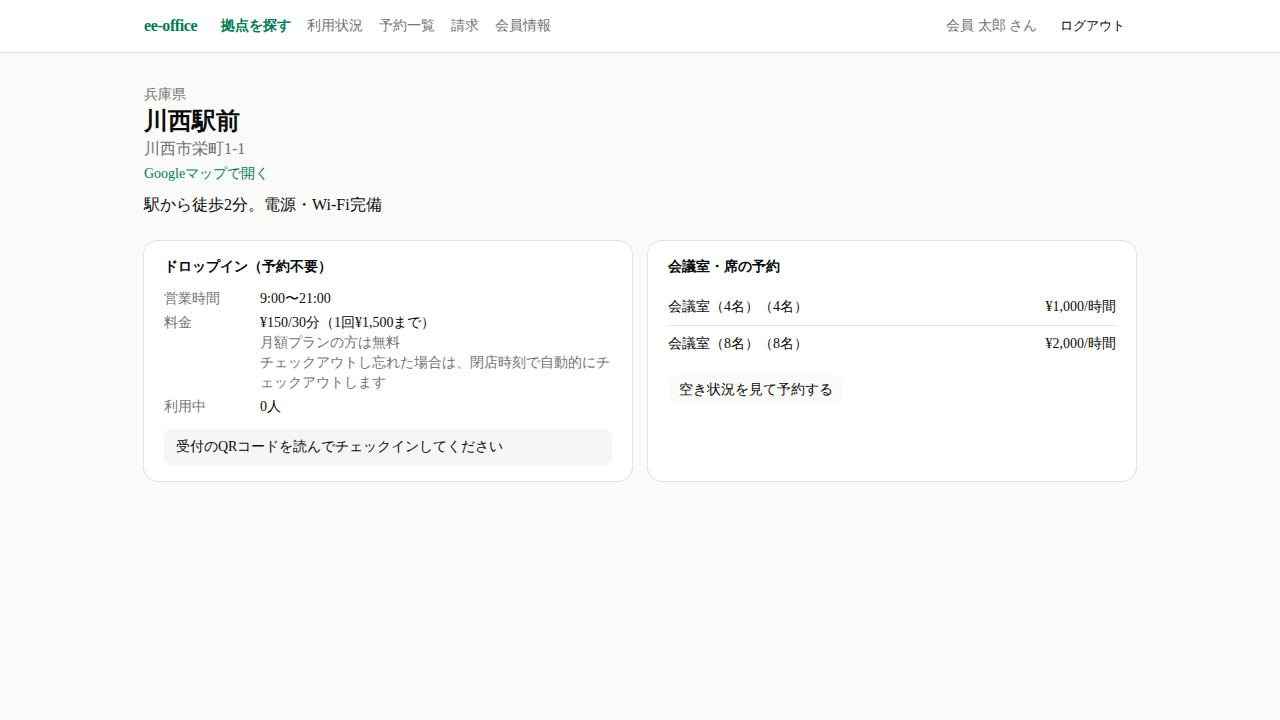 ee-office 拠点を探す 利用状況 予約一覧 請求 会員情報 会員 太郎 さん ログアウト
兵庫県
川西駅前
川西市栄町1-1
Googleマップで開く
駅から徒歩2分。電源・Wi-Fi完備
ドロップイン（予約不要）
営業時間 9:00〜21:00
料金 ¥150/30分（1回¥1,500まで）
月額プランの方は無料
チェックアウトし忘れた場合は、閉店時刻で自動的にチ
ェックアウトします
利用中 0人
受付のQRコードを読んでチェックインしてください
会議室・席の予約
会議室（4名）（4名） ¥1,000/時間
会議室（8名）（8名） ¥2,000/時間
空き状況を見て予約する